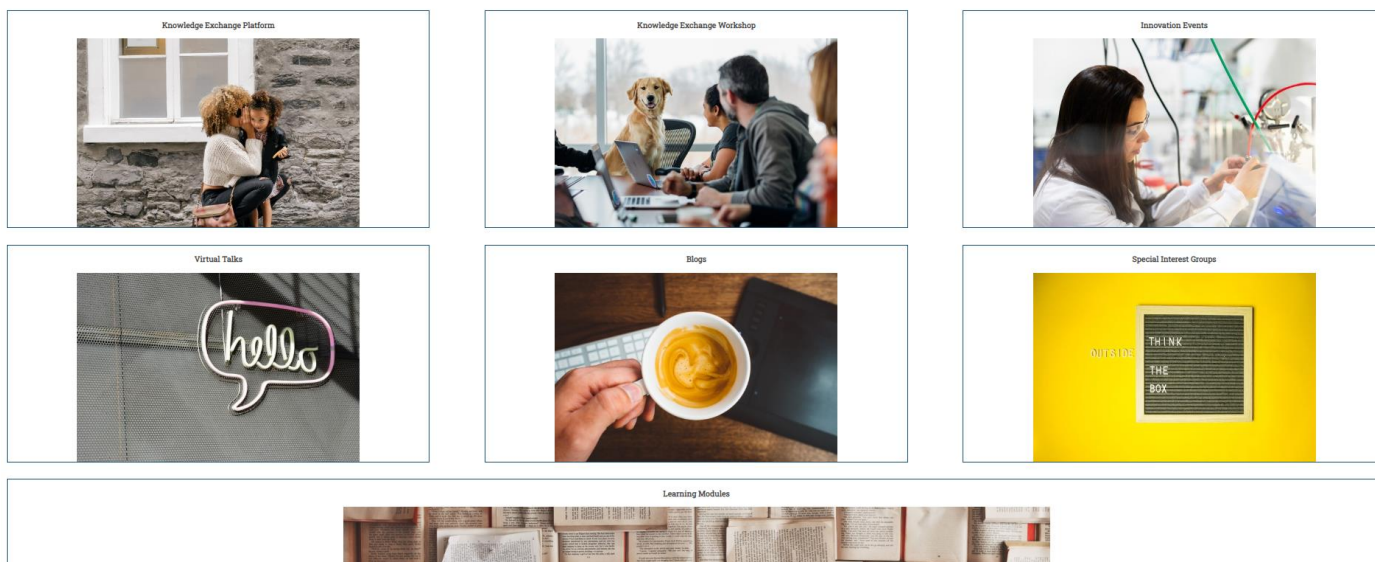 Knowledge Exchange Platform
Knowledge Exchange Workshop
Innovation Events
Virtual Talks
Blogs
Special Interest Groups
hello
OUTSIDE
THINK
THE
BOX
Learning Modules